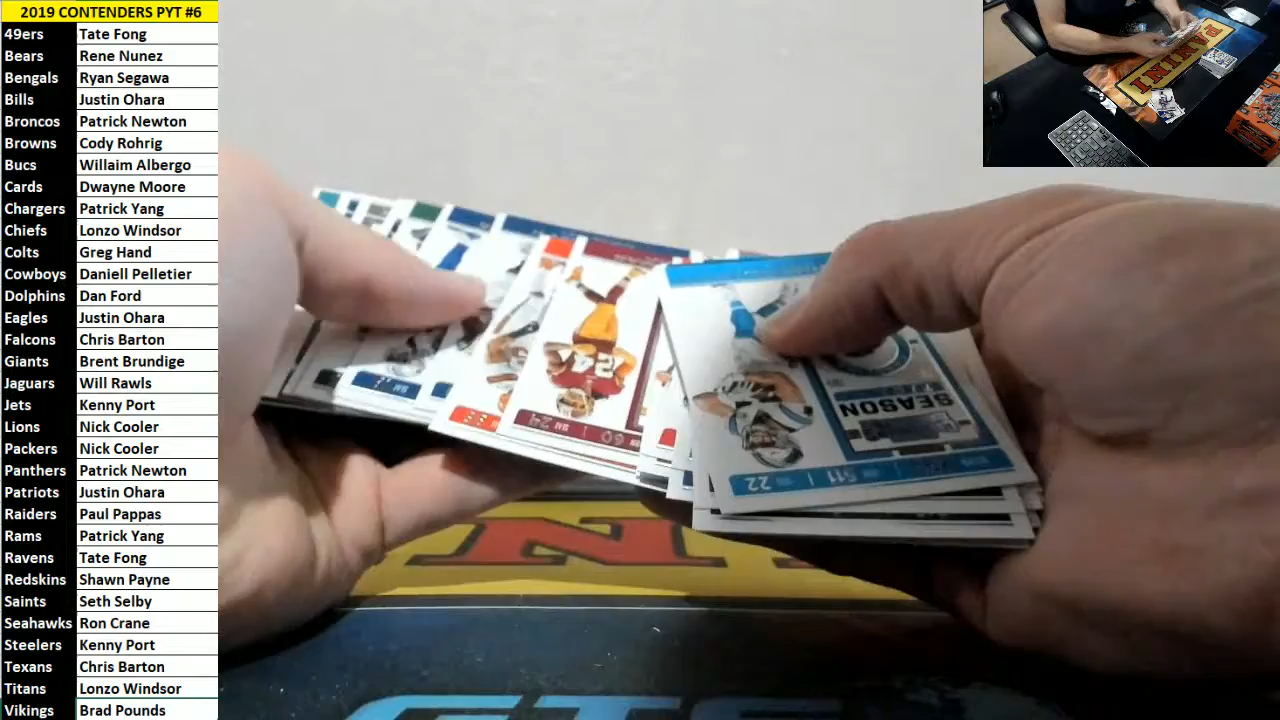 2019 CONTENDERS PYT #6
49ers Tate Fong
Bears Rene Nunez
Bengals Ryan Segawa
Bills Justin Ohara
Broncos Patrick Newton
Browns Cody Rohrig
Bucs Willaim Albergo
Cards Dwayne Moore
Chargers Patrick Yang
Chiefs Lonzo Windsor
Colts Greg Hand
Cowboys Daniell Pelletier
Dolphins Dan Ford
Eagles Justin Ohara
Falcons Chris Barton
Giants Brent Brundige
Jaguars Will Rawls
Jets Kenny Port
Lions Nick Cooler
Packers Nick Cooler
Panthers Patrick Newton
Patriots Justin Ohara
Raiders Paul Pappas
Rams Patrick Yang
Ravens Tate Fong
Redskins Shawn Payne
Saints Seth Selby
Seahawks Ron Crane
Steelers Kenny Port
Texans Chris Barton
Titans Lonzo Windsor
Vikings Brad Pounds
PANINI
SEASON
22
511
24
60